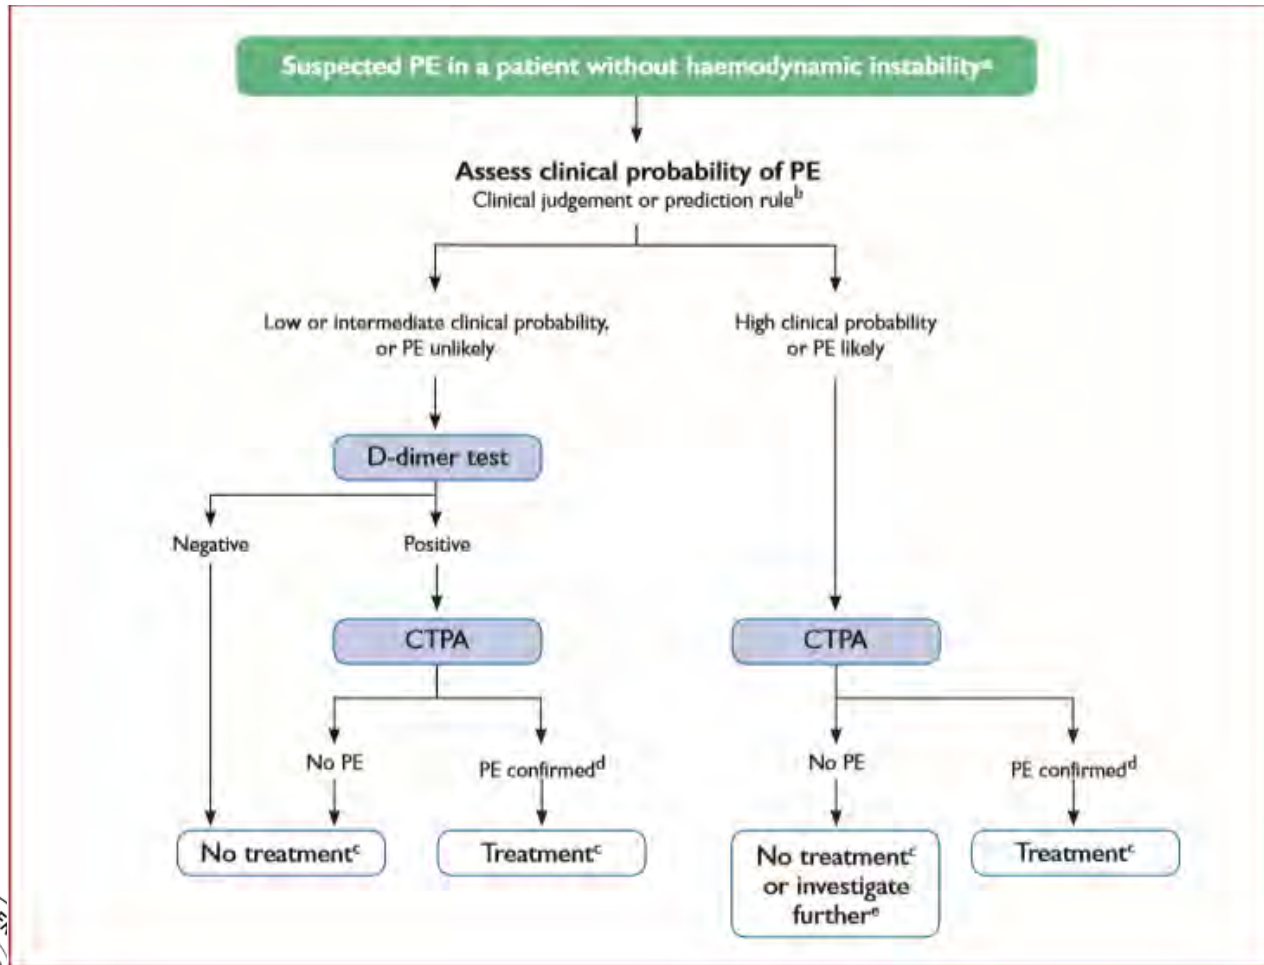 Suspected PE in a patient without haemodynamic instabilityᵃ
Assess clinical probability of PE
Clinical judgement or prediction ruleᵇ
Low or intermediate clinical probability,
or PE unlikely
High clinical probability
or PE likely
D-dimer test
Negative
Positive
CTPA
CTPA
No PE
PE confirmedᵈ
No PE
PE confirmedᵈ
No treatmentᶜ
Treatmentᶜ
No treatmentᶜ
or investigate
furtherᵉ
Treatmentᶜ